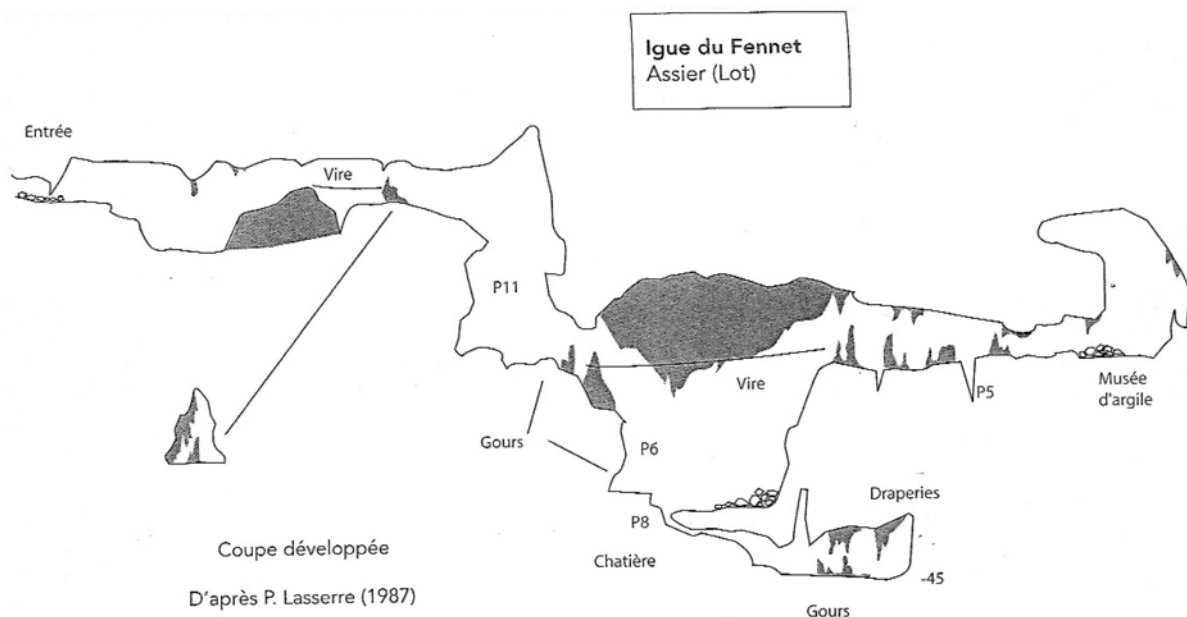 Igue du Fennet
Assier (Lot)
Entrée
Vire
P11
Vire
P5
Musée
d'argile
Gours
P6
Draperies
P8
Chatière
-45
Gours
Coupe développée
D'après P. Lasserre (1987)